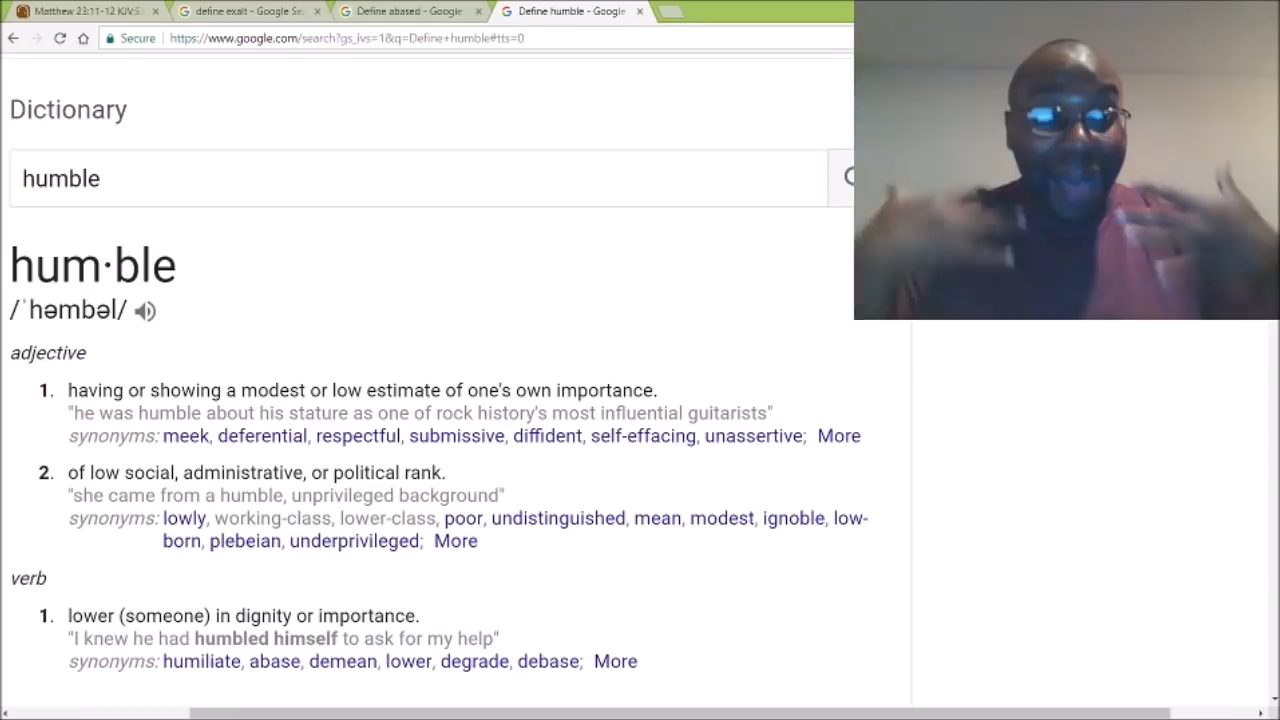 Matthew 23:11-12 KJV:
define exalt - Google Se
Define abased - Google
Define humble - Google
Secure https://www.google.com/search?gs_ivs=1&q=Define+humble#tts=0
Dictionary
humble
hum·ble
/ˈhəmbəl/
adjective
1. having or showing a modest or low estimate of one's own importance.
"he was humble about his stature as one of rock history's most influential guitarists"
synonyms: meek, deferential, respectful, submissive, diffident, self-effacing, unassertive; More
2. of low social, administrative, or political rank.
"she came from a humble, unprivileged background"
synonyms: lowly, working-class, lower-class, poor, undistinguished, mean, modest, ignoble, low-
born, plebeian, underprivileged; More
verb
1. lower (someone) in dignity or importance.
"I knew he had humbled himself to ask for my help"
synonyms: humiliate, abase, demean, lower, degrade, debase; More